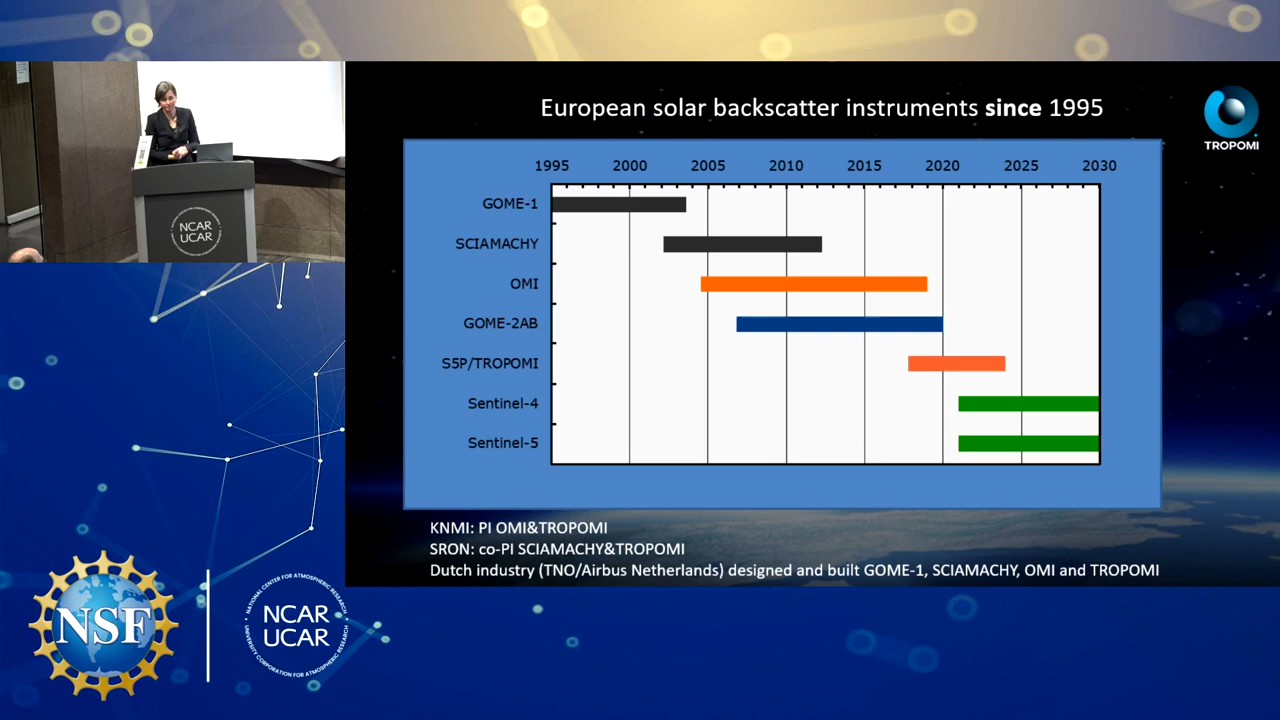 European solar backscatter instruments since 1995
TROPOMI
1995 2000 2005 2010 2015 2020 2025 2030
GOME-1
SCIAMACHY
OMI
GOME-2AB
S5P/TROPOMI
Sentinel-4
Sentinel-5
KNMI: PI OMI&TROPOMI
SRON: co-PI SCIAMACHY&TROPOMI
Dutch industry (TNO/Airbus Netherlands) designed and built GOME-1, SCIAMACHY, OMI and TROPOMI
NCAR
UCAR
NSF
NATIONAL CENTER FOR ATMOSPHERIC RESEARCH
NCAR
UCAR
UNIVERSITY CORPORATION FOR ATMOSPHERIC RESEARCH